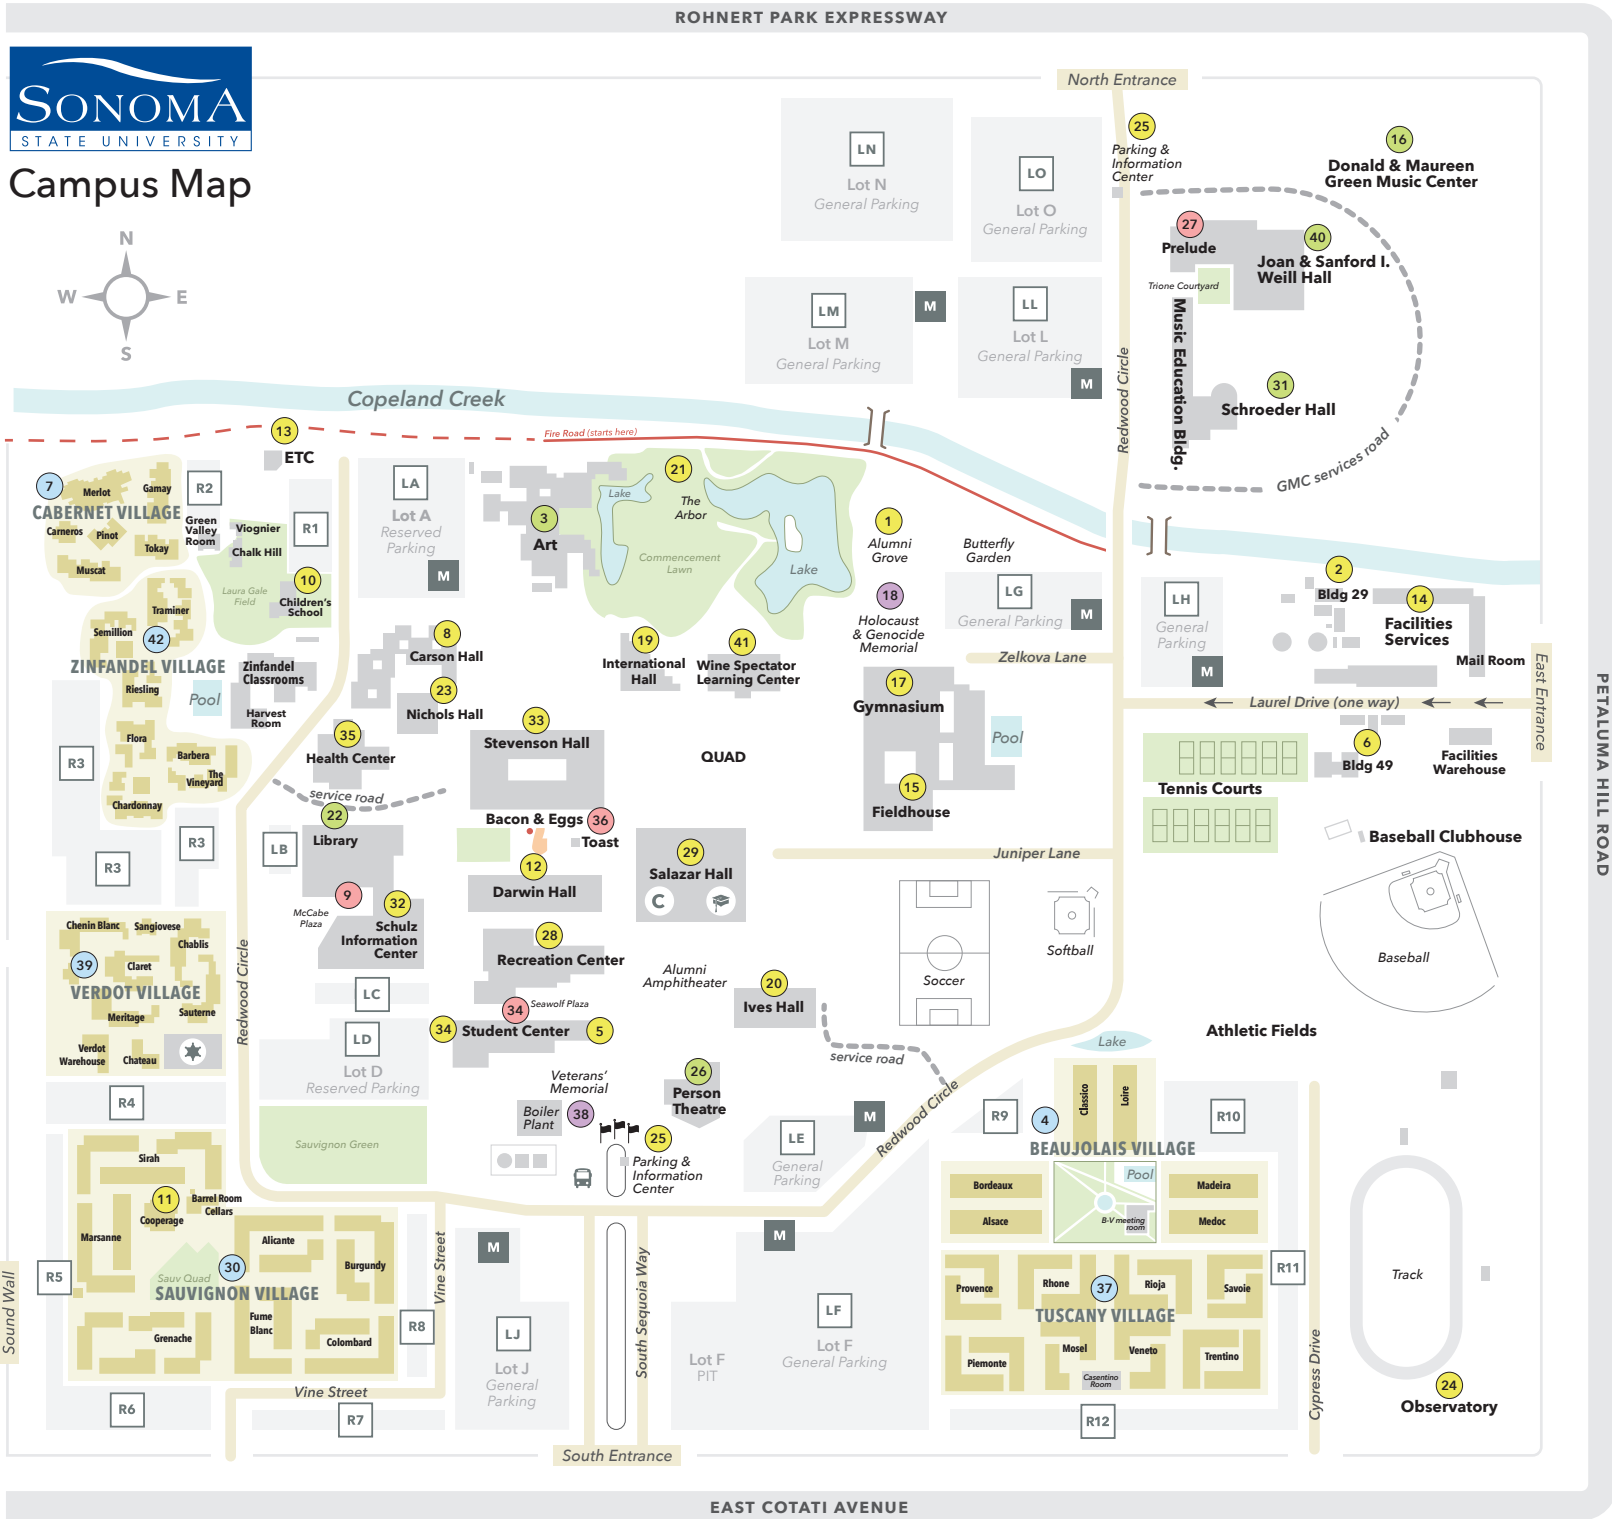 ROHNERT PARK EXPRESSWAY
SONOMA
STATE UNIVERSITY
Campus Map
N
W
E
S
North Entrance
25
Parking &
Information
Center
16
Donald & Maureen
Green Music Center
LN
Lot N
General Parking
LO
Lot O
General Parking
27
Prelude
40
Joan & Sanford I.
Weill Hall
Trione Courtyard
Music Education Bldg.
31
Schroeder Hall
GMC services road
LM
Lot M
General Parking
M
LL
Lot L
General Parking
M
Redwood Circle
Copeland Creek
Fire Road (starts here)
13
ETC
7
Merlot
Gamay
CABERNET VILLAGE
Carneros
Pinot
Tokay
Muscat
R2
Green
Valley
Room
Viognier
Chalk Hill
R1
Laura Gale
Field
10
Children's
School
LA
Lot A
Reserved
Parking
M
3
Art
Lake
21
The
Arbor
Commencement
Lawn
Lake
1
Alumni
Grove
Butterfly
Garden
18
Holocaust
& Genocide
Memorial
LG
General Parking
M
LH
General
Parking
M
2
Bldg 29
14
Facilities
Services
Mail Room
East Entrance
PETALUMA HILL ROAD
Traminer
Semillion
42
ZINFANDEL VILLAGE
Riesling
Pool
Zinfandel
Classrooms
Harvest
Room
Flora
Barbera
The
Vineyard
Chardonnay
R3
R3
R3
8
Carson Hall
23
Nichols Hall
35
Health Center
service road
19
International
Hall
41
Wine Spectator
Learning Center
33
Stevenson Hall
QUAD
17
Gymnasium
Pool
15
Fieldhouse
Zelkova Lane
Laurel Drive (one way)
6
Bldg 49
Facilities
Warehouse
Tennis Courts
Baseball Clubhouse
22
Library
LB
9
McCabe
Plaza
32
Schulz
Information
Center
Bacon & Eggs
36
Toast
12
Darwin Hall
29
Salazar Hall
C
Juniper Lane
28
Recreation Center
Alumni
Amphitheater
20
Ives Hall
Soccer
Softball
Baseball
Athletic Fields
Chenin Blanc
Sangiovese
Chablis
39
Claret
VERDOT VILLAGE
Meritage
Sauterne
Verdot
Warehouse
Chateau
Redwood Circle
LC
LD
Lot D
Reserved Parking
34
Seawolf Plaza
34
Student Center
5
service road
Lake
R4
Sauvignon Green
Veterans'
Memorial
Boiler
Plant
38
26
Person
Theatre
25
Parking &
Information
Center
LE
General
Parking
M
Redwood Circle
R9
4
Classico
Loire
R10
BEAUJOLAIS VILLAGE
Bordeaux
Alsace
Pool
B-V meeting
room
Madeira
Medoc
Sirah
11
Cooperage
Barrel Room
Cellars
Marsanne
Sauv Quad
30
SAUVIGNON VILLAGE
Alicante
Burgundy
Fume
Blanc
Grenache
Colombard
R5
Sound Wall
R6
R7
R8
Vine Street
Vine Street
M
LJ
Lot J
General
Parking
South Sequoia Way
M
LF
Lot F
General Parking
Lot F
PIT
Provence
Rhone
37
Rioja
Savoie
TUSCANY VILLAGE
Piemonte
Mosel
Veneto
Trentino
Casentino
Room
R11
R12
Cypress Drive
Track
24
Observatory
South Entrance
EAST COTATI AVENUE